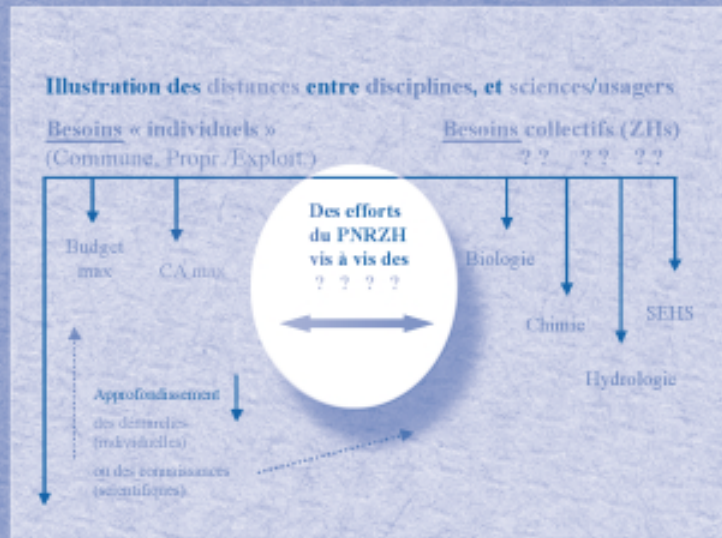 Illustration des distances entre disciplines, et sciences/usagers
Besoins « individuels »
(Commune, Propr./Exploit.)
Besoins collectifs (ZHs)
? ? ? ? ? ?
Des efforts
du PNRZH
vis à vis des
? ? ? ?
Budget
max
CA max
Biologie
Chimie
SEHS
Hydrologie
Approfondissement
des démarches
(individuelles)
ou des connaissances
(scientifiques)